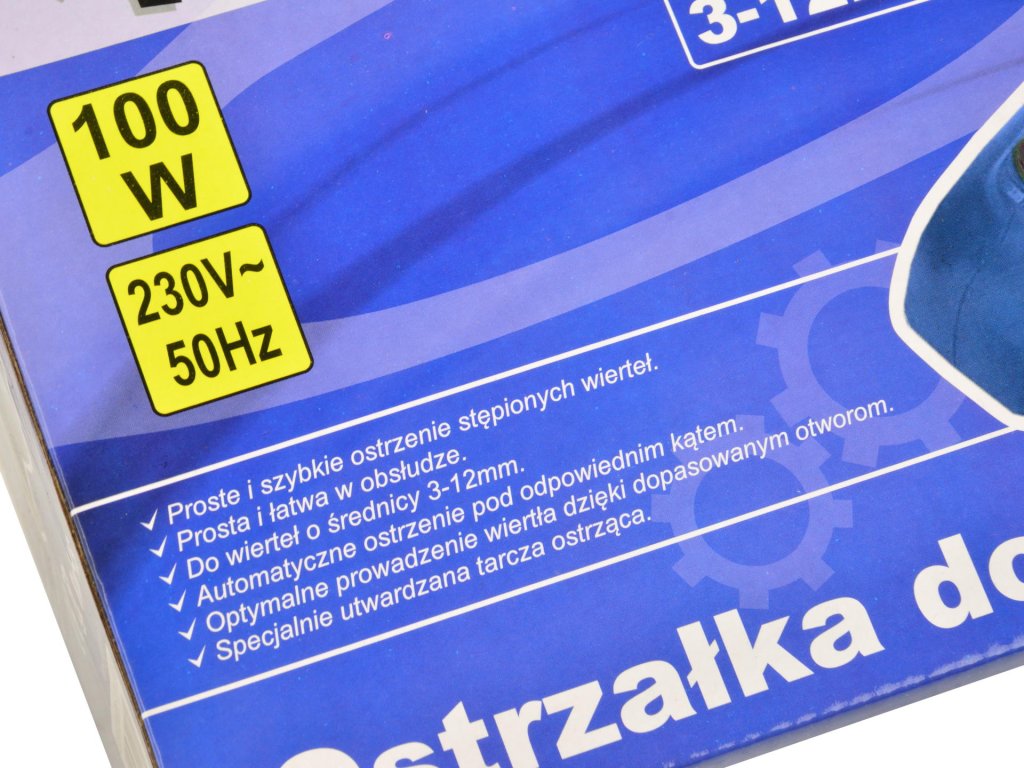 100
W
230V~
50Hz
Proste i szybkie ostrzenie stępionych wierteł.
Prosta i łatwa w obsłudze.
Do wierteł o średnicy 3-12mm.
Automatyczne ostrzenie pod odpowiednim kątem.
Optymalne prowadzenie wiertła dzięki dopasowanym otworom.
Specjalnie utwardzana tarcza ostrząca.
Ostrzałka do